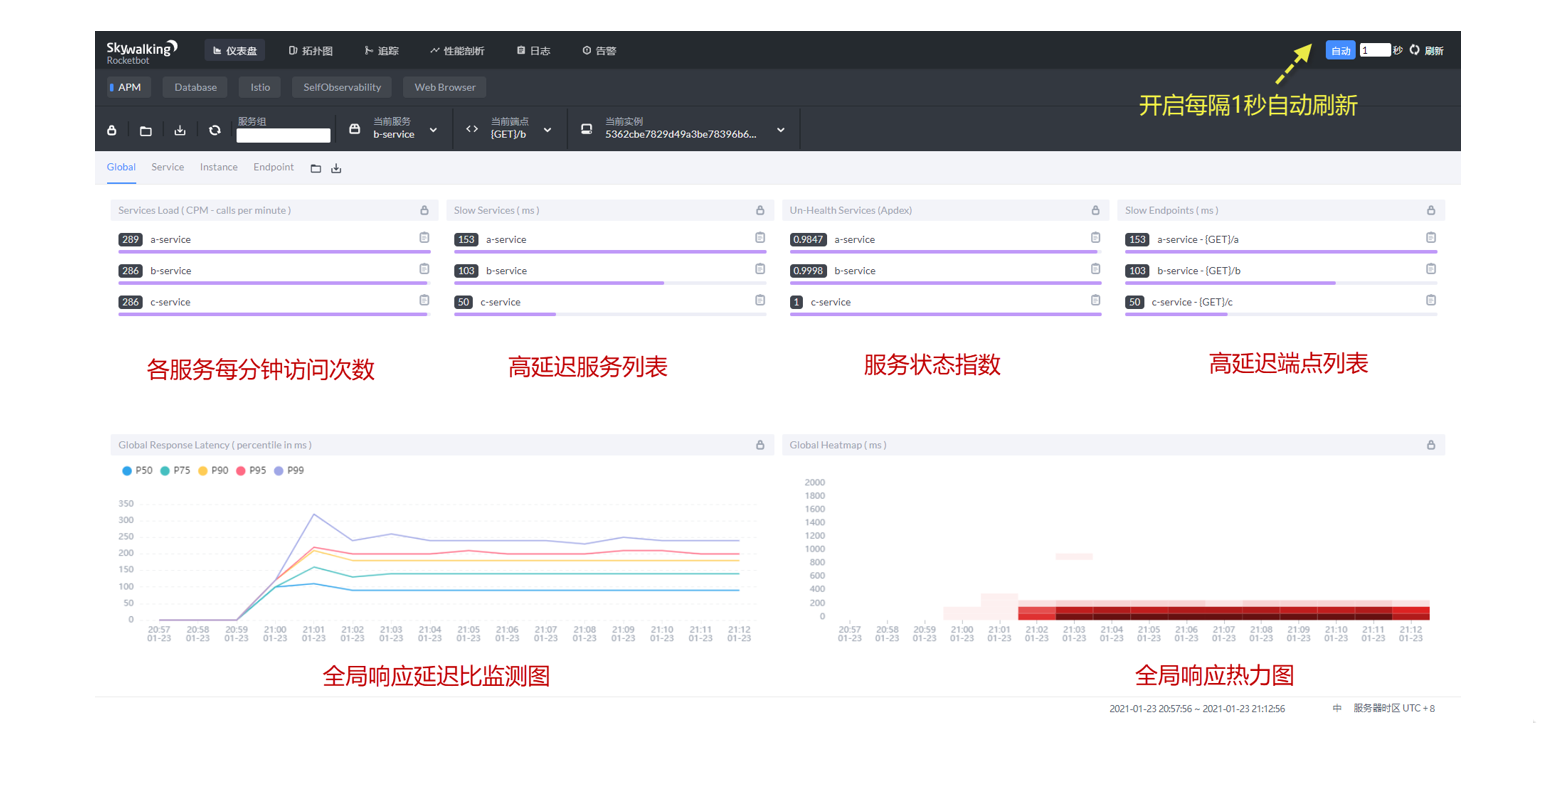 Skywalking
Rocketbot
仪表盘 拓扑图 追踪 性能剖析 日志 告警
自动 1 秒 刷新
APM Database Istio SelfObservability Web Browser
开启每隔1秒自动刷新
服务组
当前服务
b-service
当前端点
[GET]/b
当前实例
5362cbe7829d49a3be78396b6...
Global Service Instance Endpoint
Services Load ( CPM - calls per minute )
289 a-service
286 b-service
286 c-service
各服务每分钟访问次数
Slow Services ( ms )
153 a-service
103 b-service
50 c-service
高延迟服务列表
Un-Health Services (Apdex)
0.9847 a-service
0.9998 b-service
1 c-service
服务状态指数
Slow Endpoints ( ms )
153 a-service - [GET]/a
103 b-service - [GET]/b
50 c-service - [GET]/c
高延迟端点列表
Global Response Latency ( percentile in ms )
P50 P75 P90 P95 P99
350
300
250
200
150
100
50
0
20:57 20:58 20:59 21:00 21:01 21:02 21:03 21:04 21:05 21:06 21:07 21:08 21:09 21:10 21:11 21:12
01-23 01-23 01-23 01-23 01-23 01-23 01-23 01-23 01-23 01-23 01-23 01-23 01-23 01-23 01-23 01-23
全局响应延迟比监测图
Global Heatmap ( ms )
2000
1800
1600
1400
1200
1000
800
600
400
200
0
20:57 20:58 20:59 21:00 21:01 21:02 21:03 21:04 21:05 21:06 21:07 21:08 21:09 21:10 21:11 21:12
01-23 01-23 01-23 01-23 01-23 01-23 01-23 01-23 01-23 01-23 01-23 01-23 01-23 01-23 01-23 01-23
全局响应热力图
2021-01-23 20:57:56 ~ 2021-01-23 21:12:56 中 服务器时区 UTC + 8